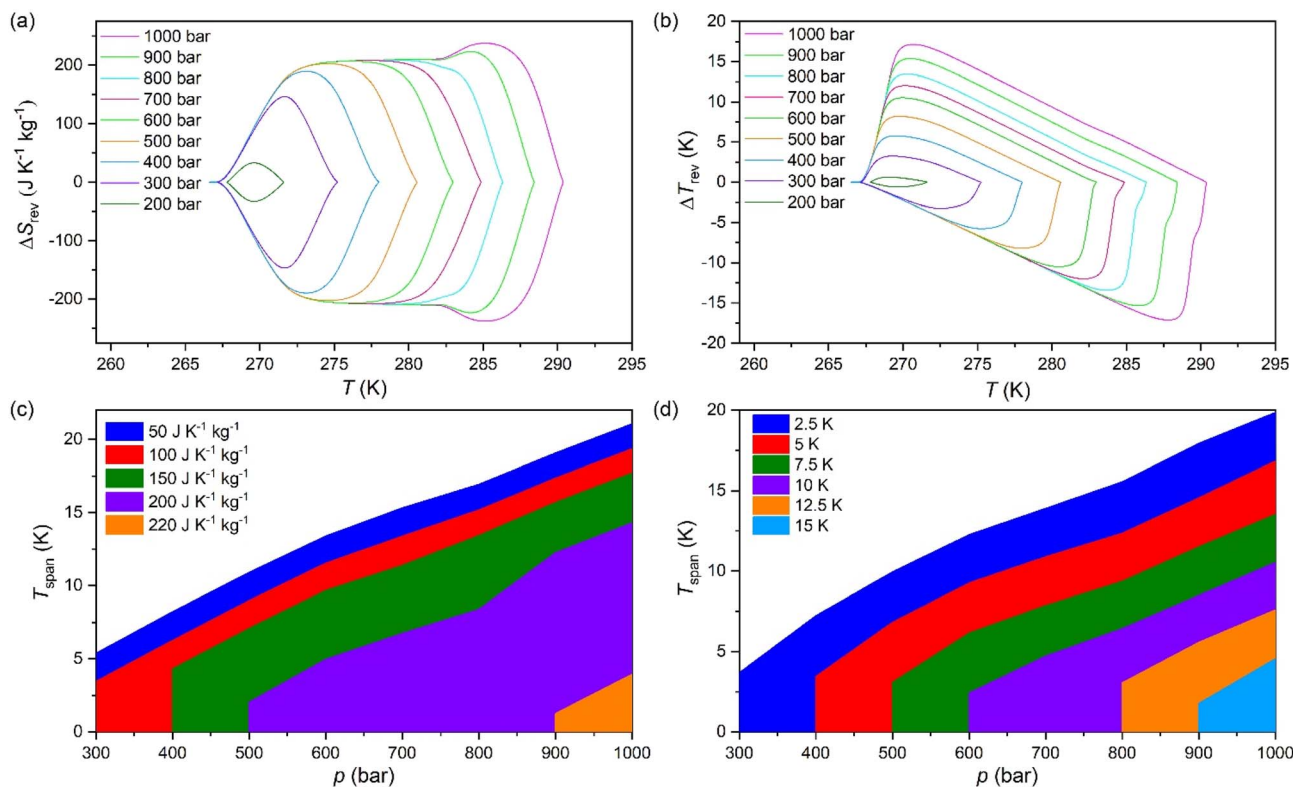 (a)
1000 bar
900 bar
800 bar
700 bar
600 bar
500 bar
400 bar
300 bar
200 bar
200
100
0
-100
-200
ΔS_rev (J K⁻¹ kg⁻¹)
260 265 270 275 280 285 290 295
T (K)
(b)
1000 bar
900 bar
800 bar
700 bar
600 bar
500 bar
400 bar
300 bar
200 bar
20
15
10
5
0
-5
-10
-15
-20
ΔT_rev (K)
260 265 270 275 280 285 290 295
T (K)
(c)
50 J K⁻¹ kg⁻¹
100 J K⁻¹ kg⁻¹
150 J K⁻¹ kg⁻¹
200 J K⁻¹ kg⁻¹
220 J K⁻¹ kg⁻¹
20
15
10
5
0
T_span (K)
300 400 500 600 700 800 900 1000
p (bar)
(d)
2.5 K
5 K
7.5 K
10 K
12.5 K
15 K
20
15
10
5
0
T_span (K)
300 400 500 600 700 800 900 1000
p (bar)